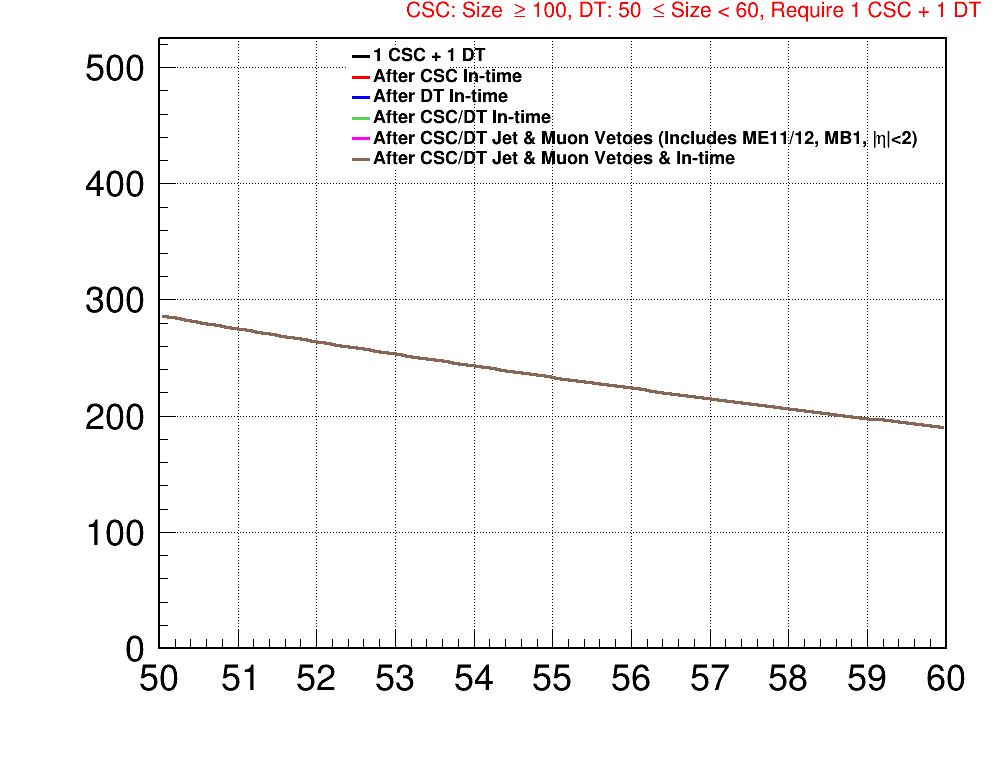 CSC: Size ≥ 100, DT: 50 ≤ Size < 60, Require 1 CSC + 1 DT
1 CSC + 1 DT
After CSC In-time
After DT In-time
After CSC/DT In-time
After CSC/DT Jet & Muon Vetoes (Includes ME11/12, MB1, |η|<2)
After CSC/DT Jet & Muon Vetoes & In-time
500
400
300
200
100
0
50 51 52 53 54 55 56 57 58 59 60